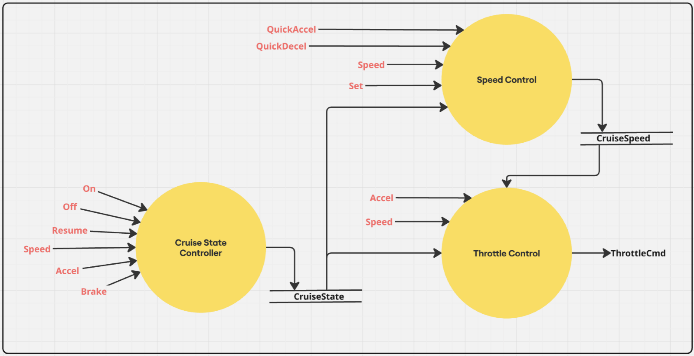 QuickAccel
QuickDecel
Speed
Set
Speed Control
CruiseSpeed
On
Off
Resume
Speed
Accel
Brake
Cruise State
Controller
CruiseState
Accel
Speed
Throttle Control
ThrottleCmd